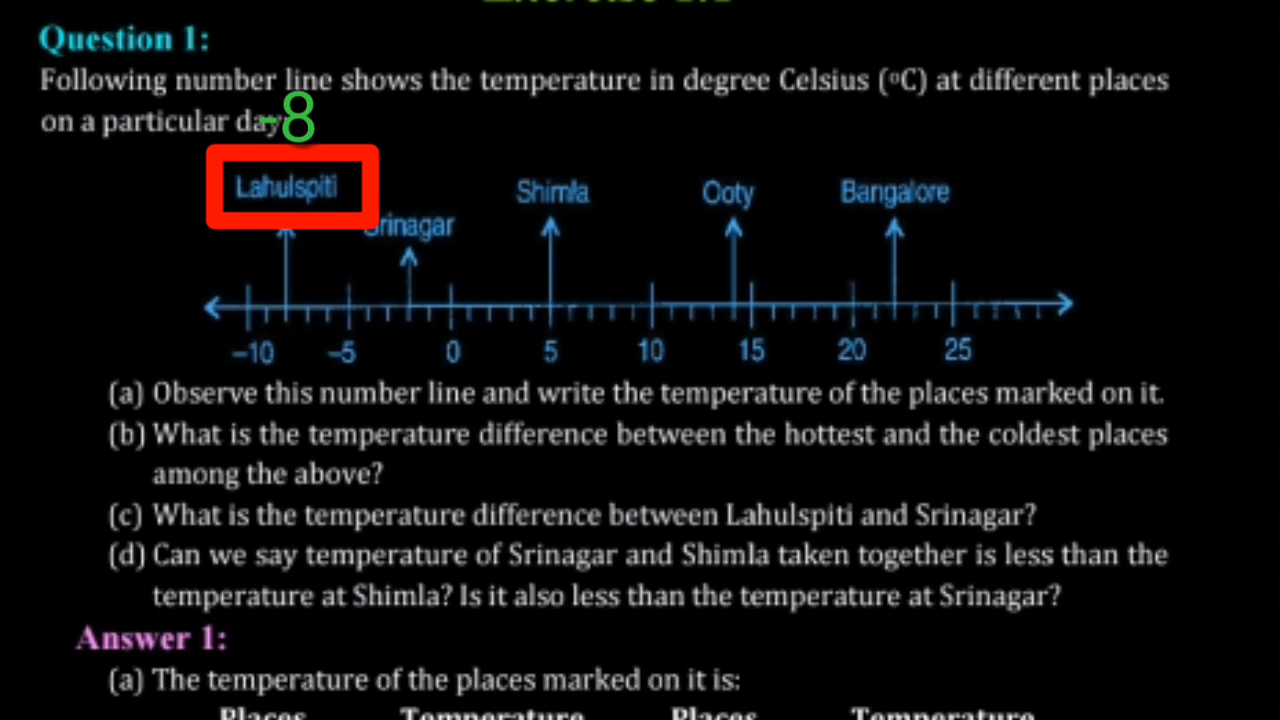 Question 1:
Following number line shows the temperature in degree Celsius (°C) at different places
on a particular day
-8
Lahulspiti
Srinagar
Shimla
Ooty
Bangalore
−10 −5 0 5 10 15 20 25
(a) Observe this number line and write the temperature of the places marked on it.
(b) What is the temperature difference between the hottest and the coldest places
among the above?
(c) What is the temperature difference between Lahulspiti and Srinagar?
(d) Can we say temperature of Srinagar and Shimla taken together is less than the
temperature at Shimla? Is it also less than the temperature at Srinagar?
Answer 1:
(a) The temperature of the places marked on it is:
Places Temperature Places Temperature